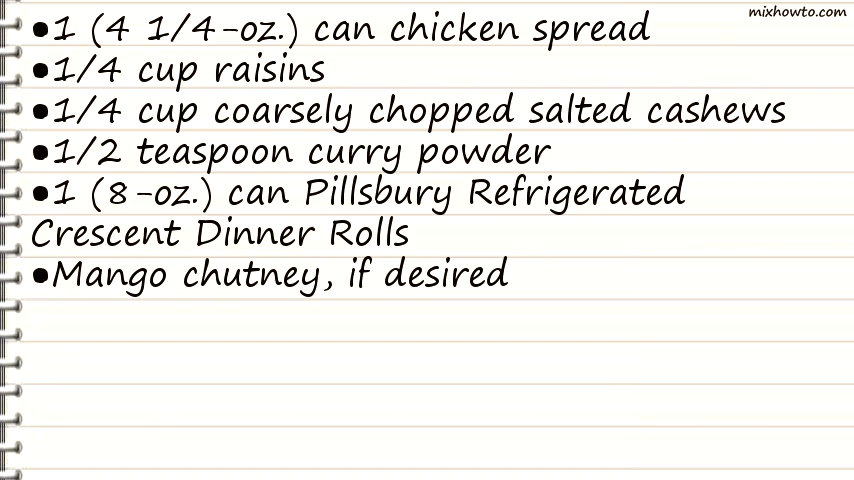 mixhowto.com
●1 (4 1/4-oz.) can chicken spread
●1/4 cup raisins
●1/4 cup coarsely chopped salted cashews
●1/2 teaspoon curry powder
●1 (8-oz.) can Pillsbury Refrigerated
Crescent Dinner Rolls
●Mango chutney, if desired